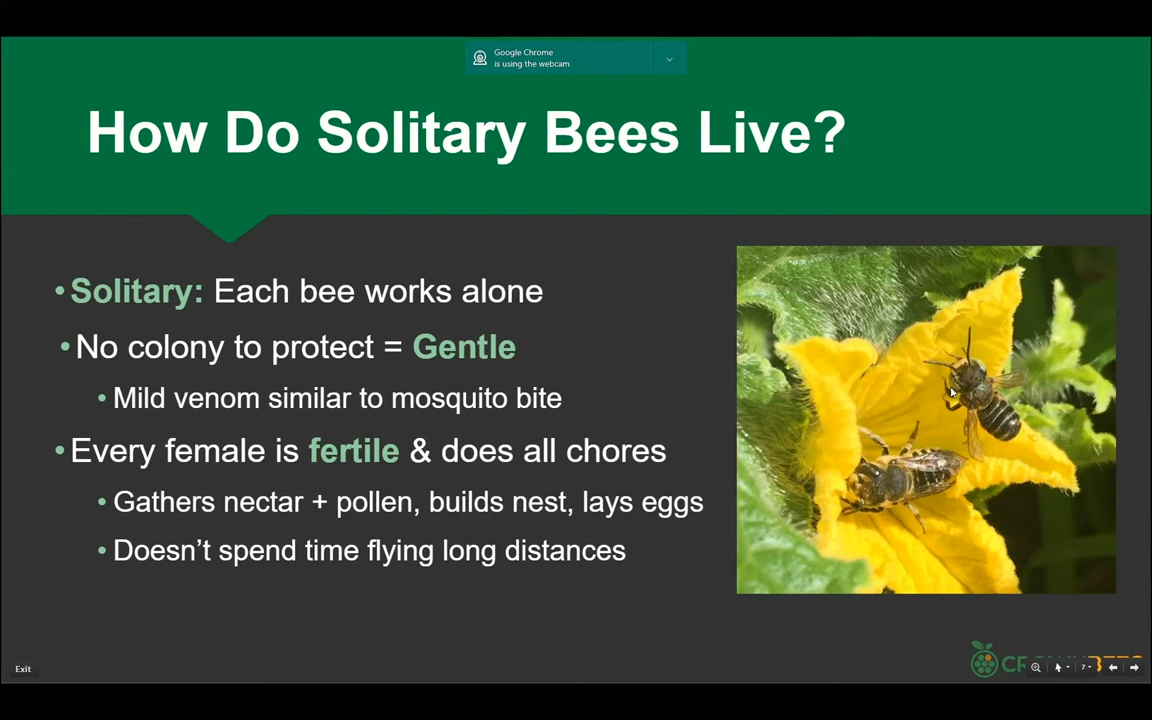 Google Chrome
is using the webcam
How Do Solitary Bees Live?
•Solitary: Each bee works alone
•No colony to protect = Gentle
•Mild venom similar to mosquito bite
•Every female is fertile & does all chores
•Gathers nectar + pollen, builds nest, lays eggs
•Doesn’t spend time flying long distances
Exit
7